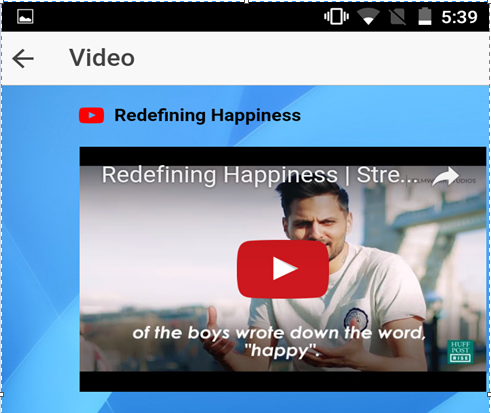 5:39
Video
Redefining Happiness
Redefining Happiness | Stre...
STUDIOS
of the boys wrote down the word,
"happy".
HUFF
POST
RISE